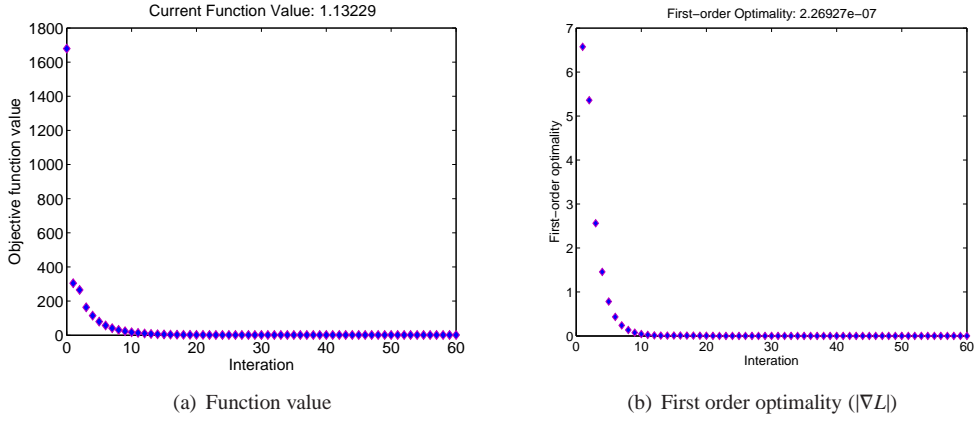 Current Function Value: 1.13229
1800
1600
1400
1200
1000
800
600
400
200
0
Objective function value
0 10 20 30 40 50 60
Interation
(a) Function value
First-order Optimality: 2.26927e-07
7
6
5
4
3
2
1
0
First-order optimality
0 10 20 30 40 50 60
Interation
(b) First order optimality (|∇L|)